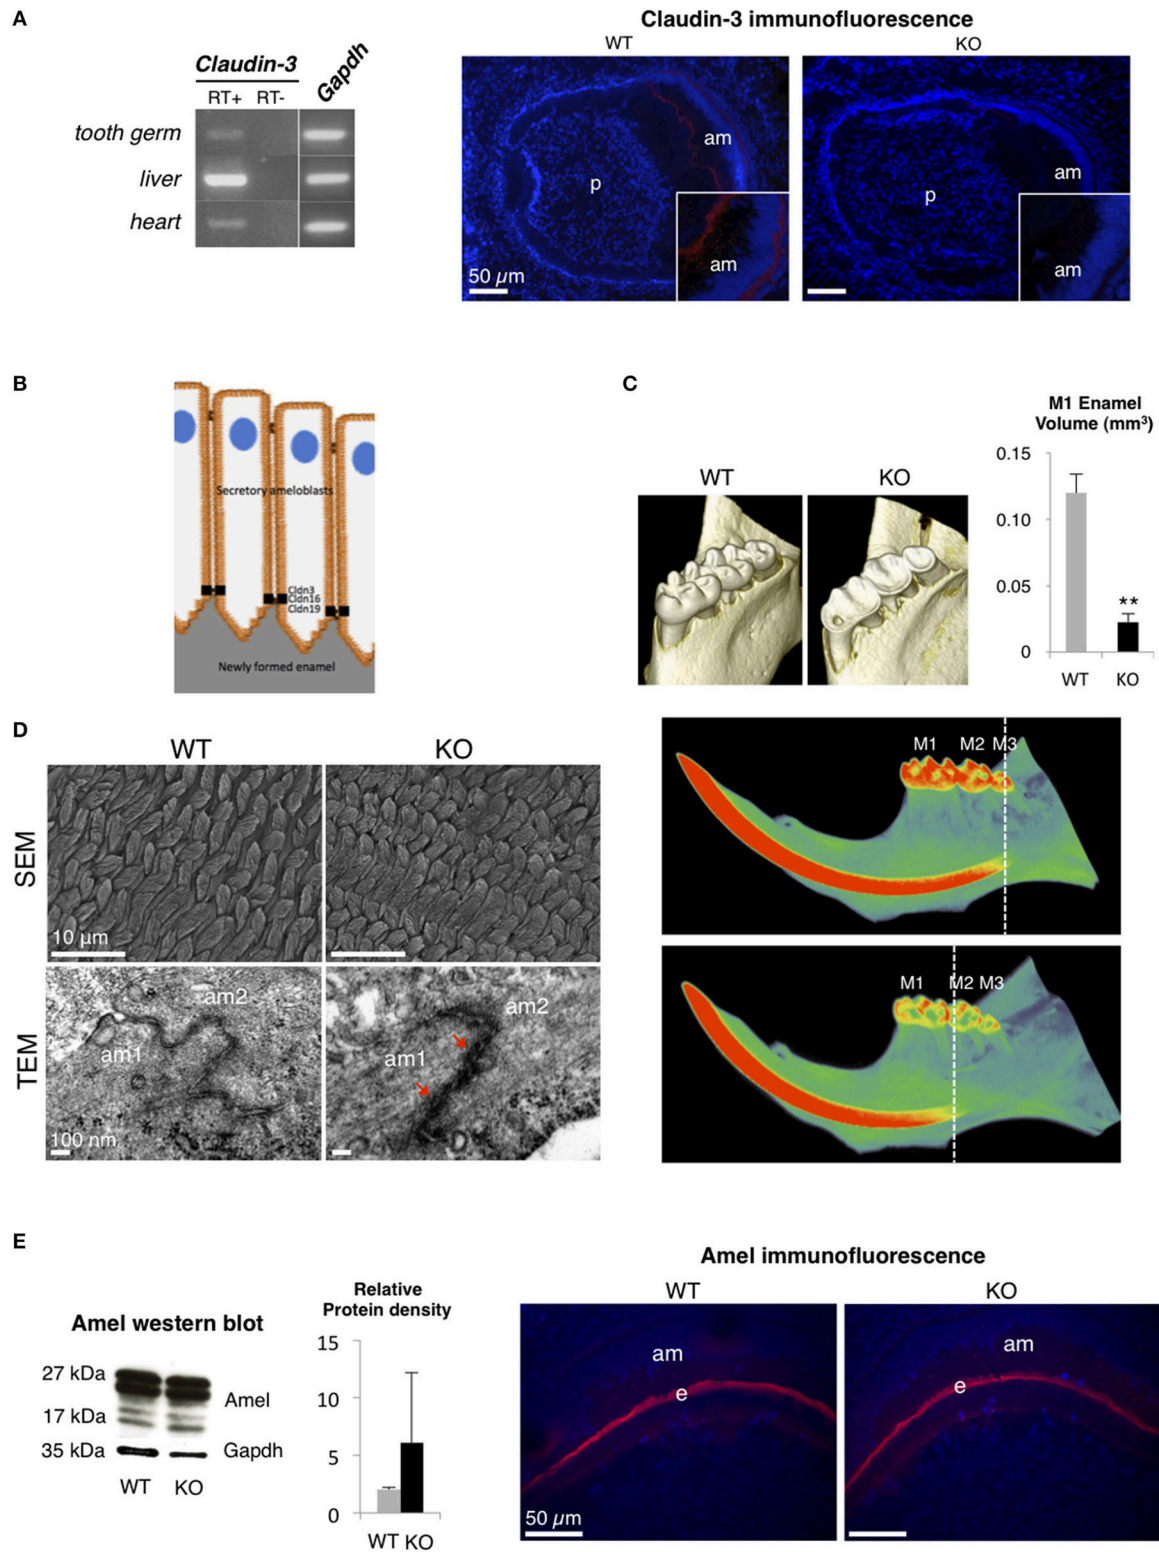 A
Claudin-3 immunofluorescence
WT
KO
Claudin-3
Gapdh
RT+ RT-
tooth germ
liver
heart
am
p
am
50 µm
am
p
am
B
Secretory ameloblasts
Cldn3
Cldn16
Cldn19
Newly formed enamel
C
WT
KO
M1 Enamel
Volume (mm³)
0.15
0.10
0.05
0
**
WT
KO
M1 M2 M3
M1 M2 M3
D
WT
KO
SEM
10 µm
TEM
am2
am1
100 nm
am2
am1
E
Amel western blot
27 kDa
17 kDa
35 kDa
Amel
Gapdh
WT KO
Relative
Protein density
15
10
5
0
WT KO
Amel immunofluorescence
WT
KO
am
e
50 µm
am
e